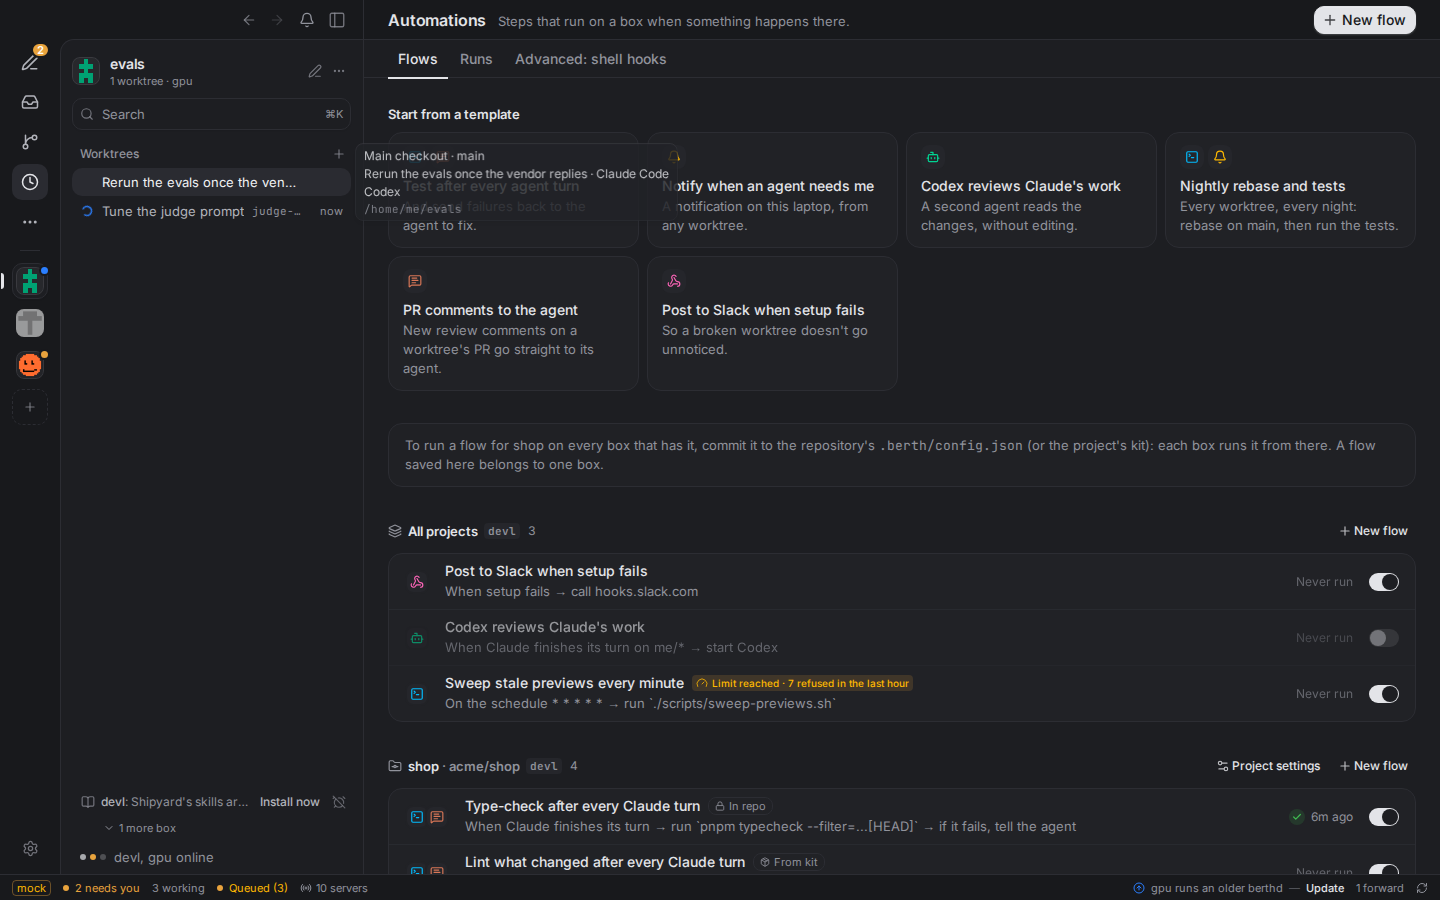 Automations Steps that run on a box when something happens there.
New flow
2
evals
1 worktree · gpu
Search ⌘K
Worktrees
Rerun the evals once the ven...
Tune the judge prompt judge-... now
Flows Runs Advanced: shell hooks
Start from a template
Main checkout · main
Rerun the evals once the vendor replies · Claude Code
Codex
/home/me/evals
Test after every agent turn
failures back to the
agent to fix.
Notify when an agent needs me
A notification on this laptop, from
any worktree.
Codex reviews Claude's work
A second agent reads the
changes, without editing.
Nightly rebase and tests
Every worktree, every night:
rebase on main, then run the tests.
PR comments to the agent
New review comments on a
worktree's PR go straight to its
agent.
Post to Slack when setup fails
So a broken worktree doesn't go
unnoticed.
To run a flow for shop on every box that has it, commit it to the repository's .berth/config.json (or the project's kit): each box runs it from there. A flow
saved here belongs to one box.
All projects devl 3
New flow
Post to Slack when setup fails
When setup fails → call hooks.slack.com
Never run
Codex reviews Claude's work
When Claude finishes its turn on me/* → start Codex
Never run
Sweep stale previews every minute Limit reached · 7 refused in the last hour
On the schedule * * * * * → run `./scripts/sweep-previews.sh`
Never run
shop · acme/shop devl 4
Project settings New flow
Type-check after every Claude turn In repo
When Claude finishes its turn → run `pnpm typecheck --filter=...[HEAD]` → if it fails, tell the agent
6m ago
Lint what changed after every Claude turn From kit
Never run
devl: Shipyard's skills ar... Install now
1 more box
devl, gpu online
mock 2 needs you 3 working Queued (3) 10 servers
gpu runs an older berthd — Update 1 forward